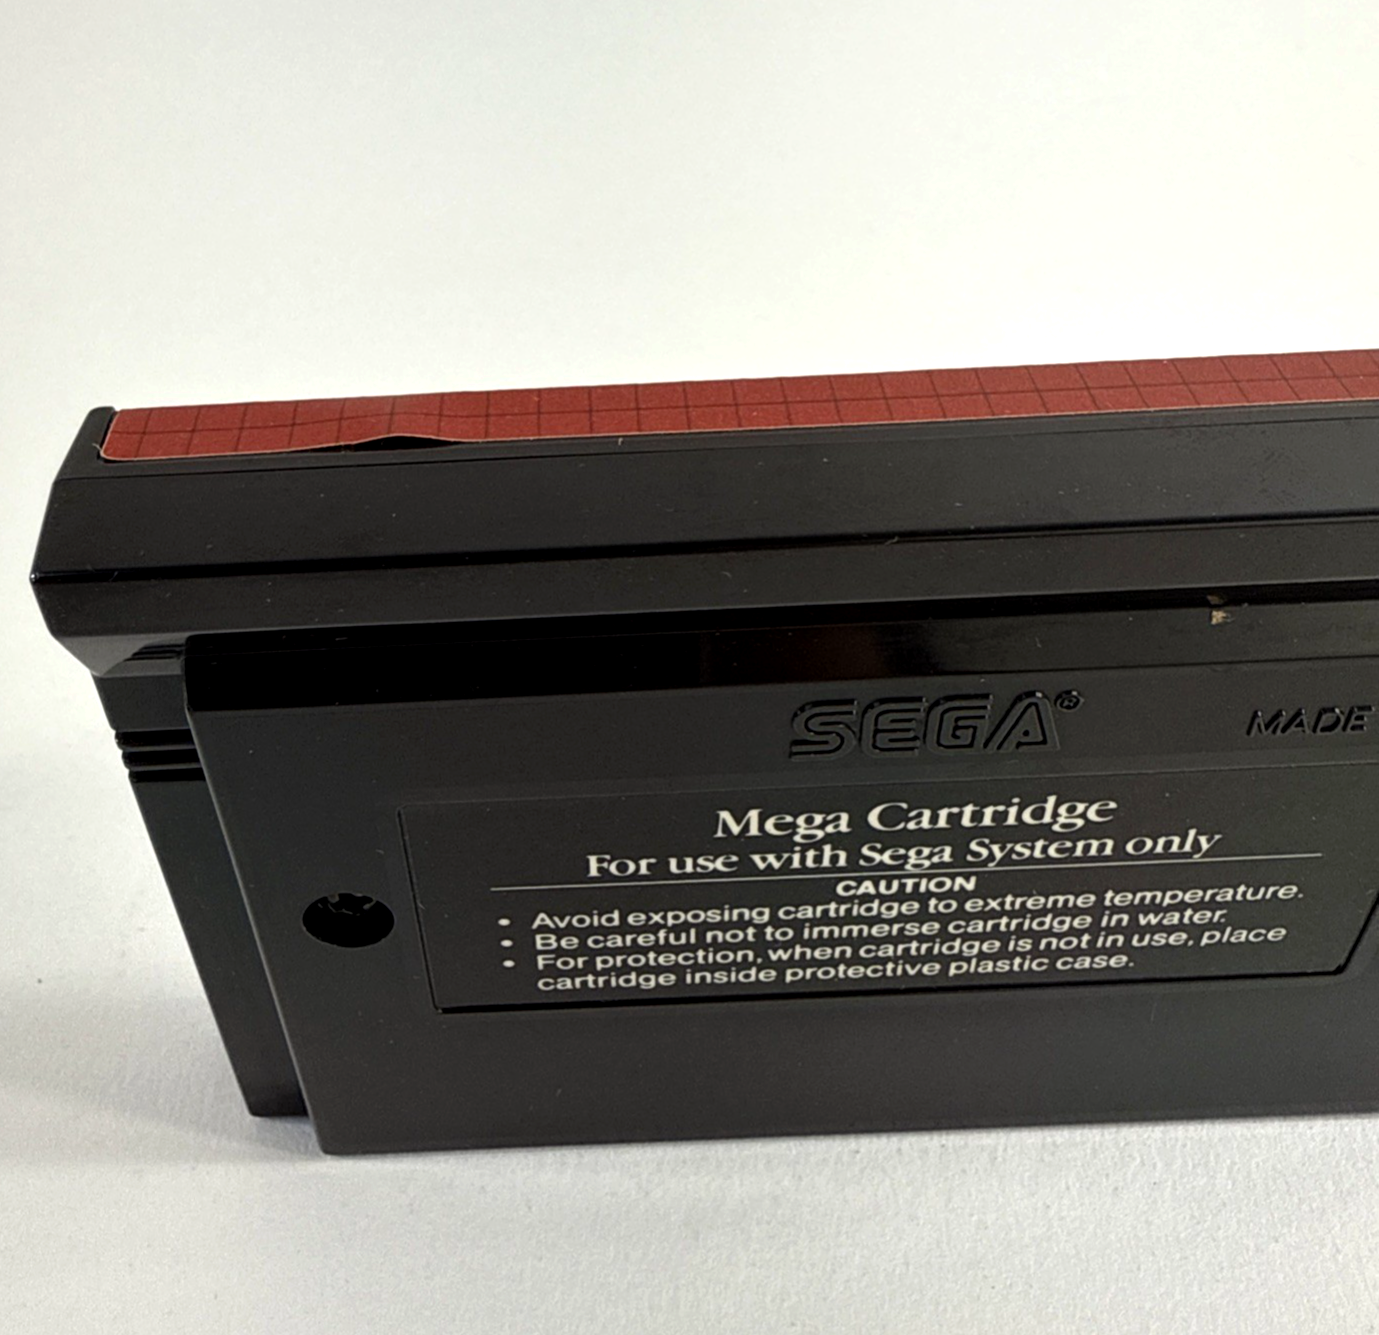 SEGA®
MADE
Mega Cartridge
For use with Sega System only
CAUTION
• Avoid exposing cartridge to extreme temperature.
• Be careful not to immerse cartridge in water.
• For protection, when cartridge is not in use, place
cartridge inside protective plastic case.